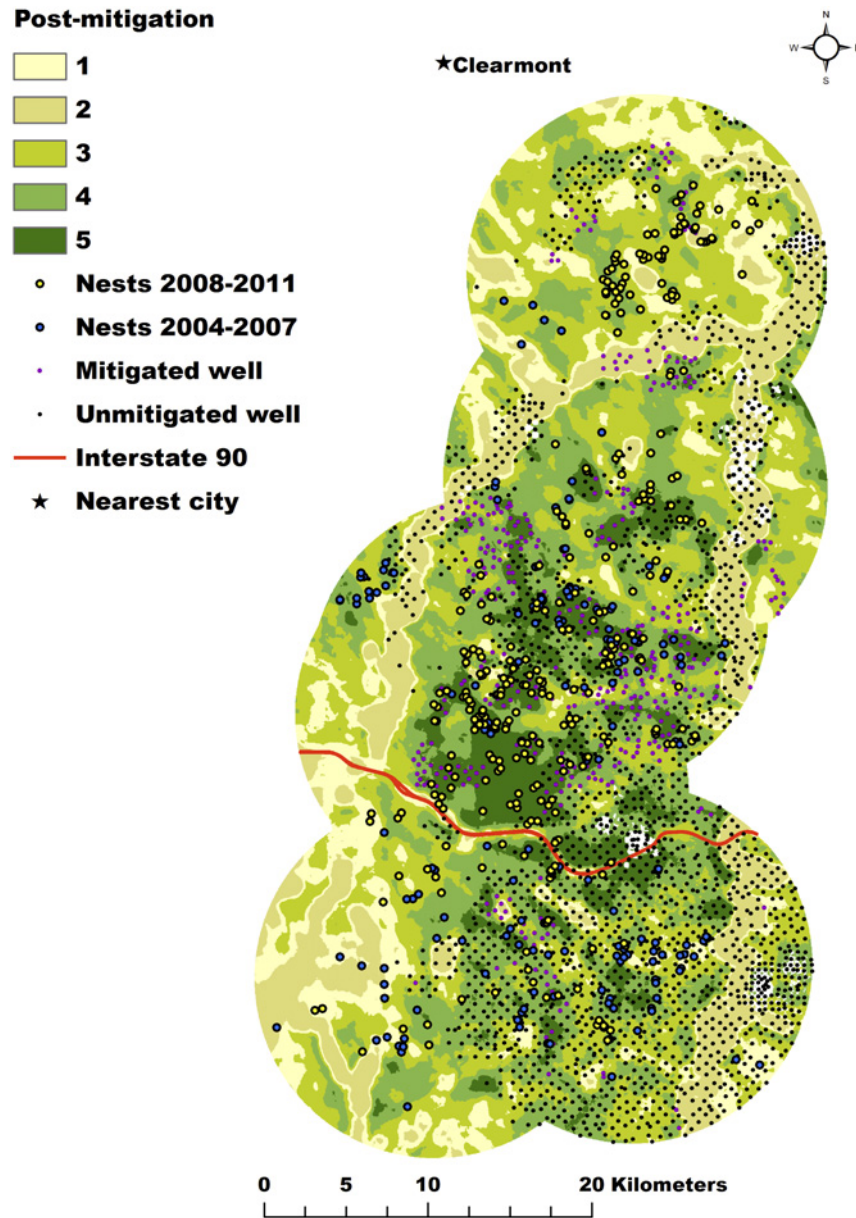 Post-mitigation
1
2
3
4
5
Nests 2008-2011
Nests 2004-2007
Mitigated well
Unmitigated well
Interstate 90
Nearest city
Clearmont
N
W E
S
0 5 10 20 Kilometers